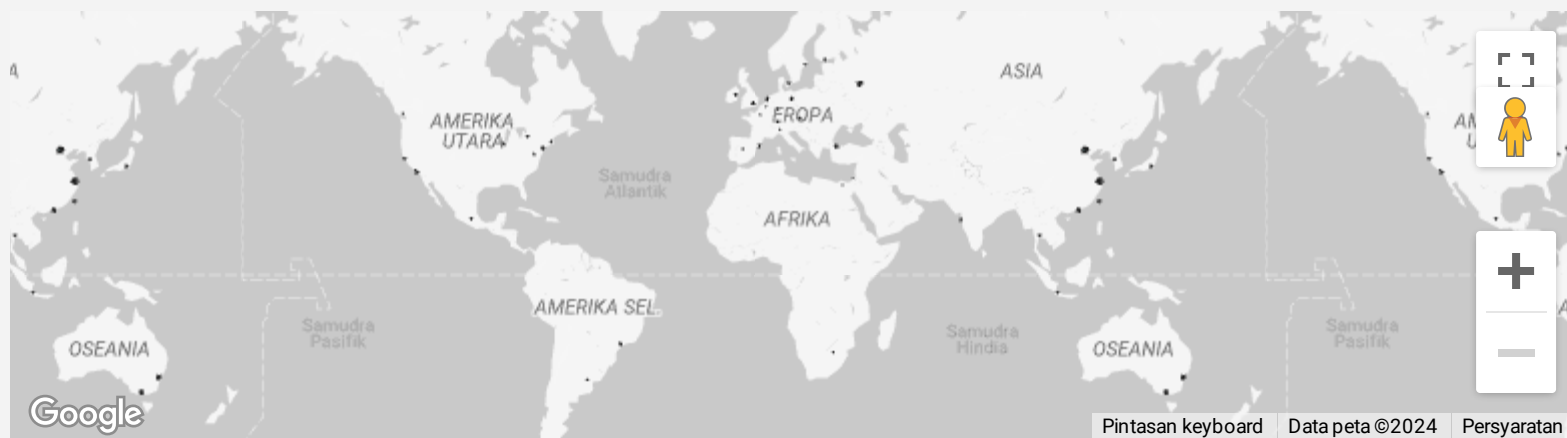 A
ASIA
AMERIKA
UTARA
EROPA
AM
U
Samudra
Atlantik
AFRIKA
AMERIKA SEL.
A
Samudra
Pasifik
OSEANIA
Samudra
Hindia
OSEANIA
Samudra
Pasifik
Google
Pintasan keyboard
Data peta ©2024
Persyaratan